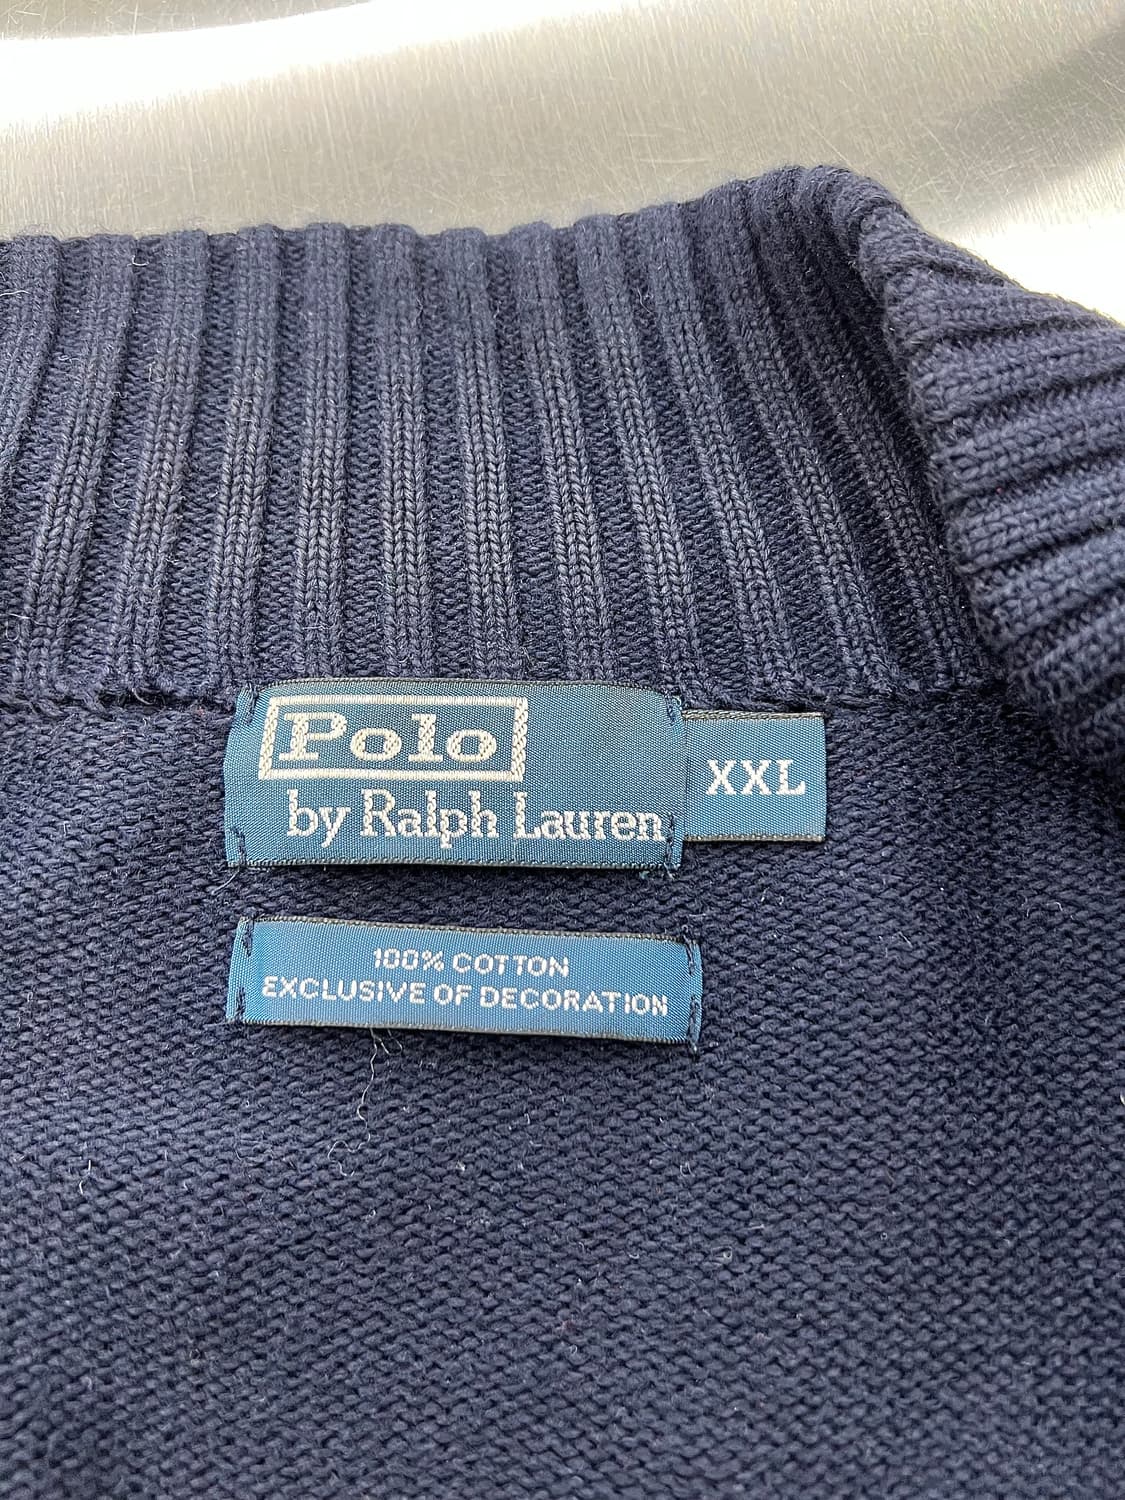 Polo
by Ralph Lauren
XXL
100% COTTON
EXCLUSIVE OF DECORATION